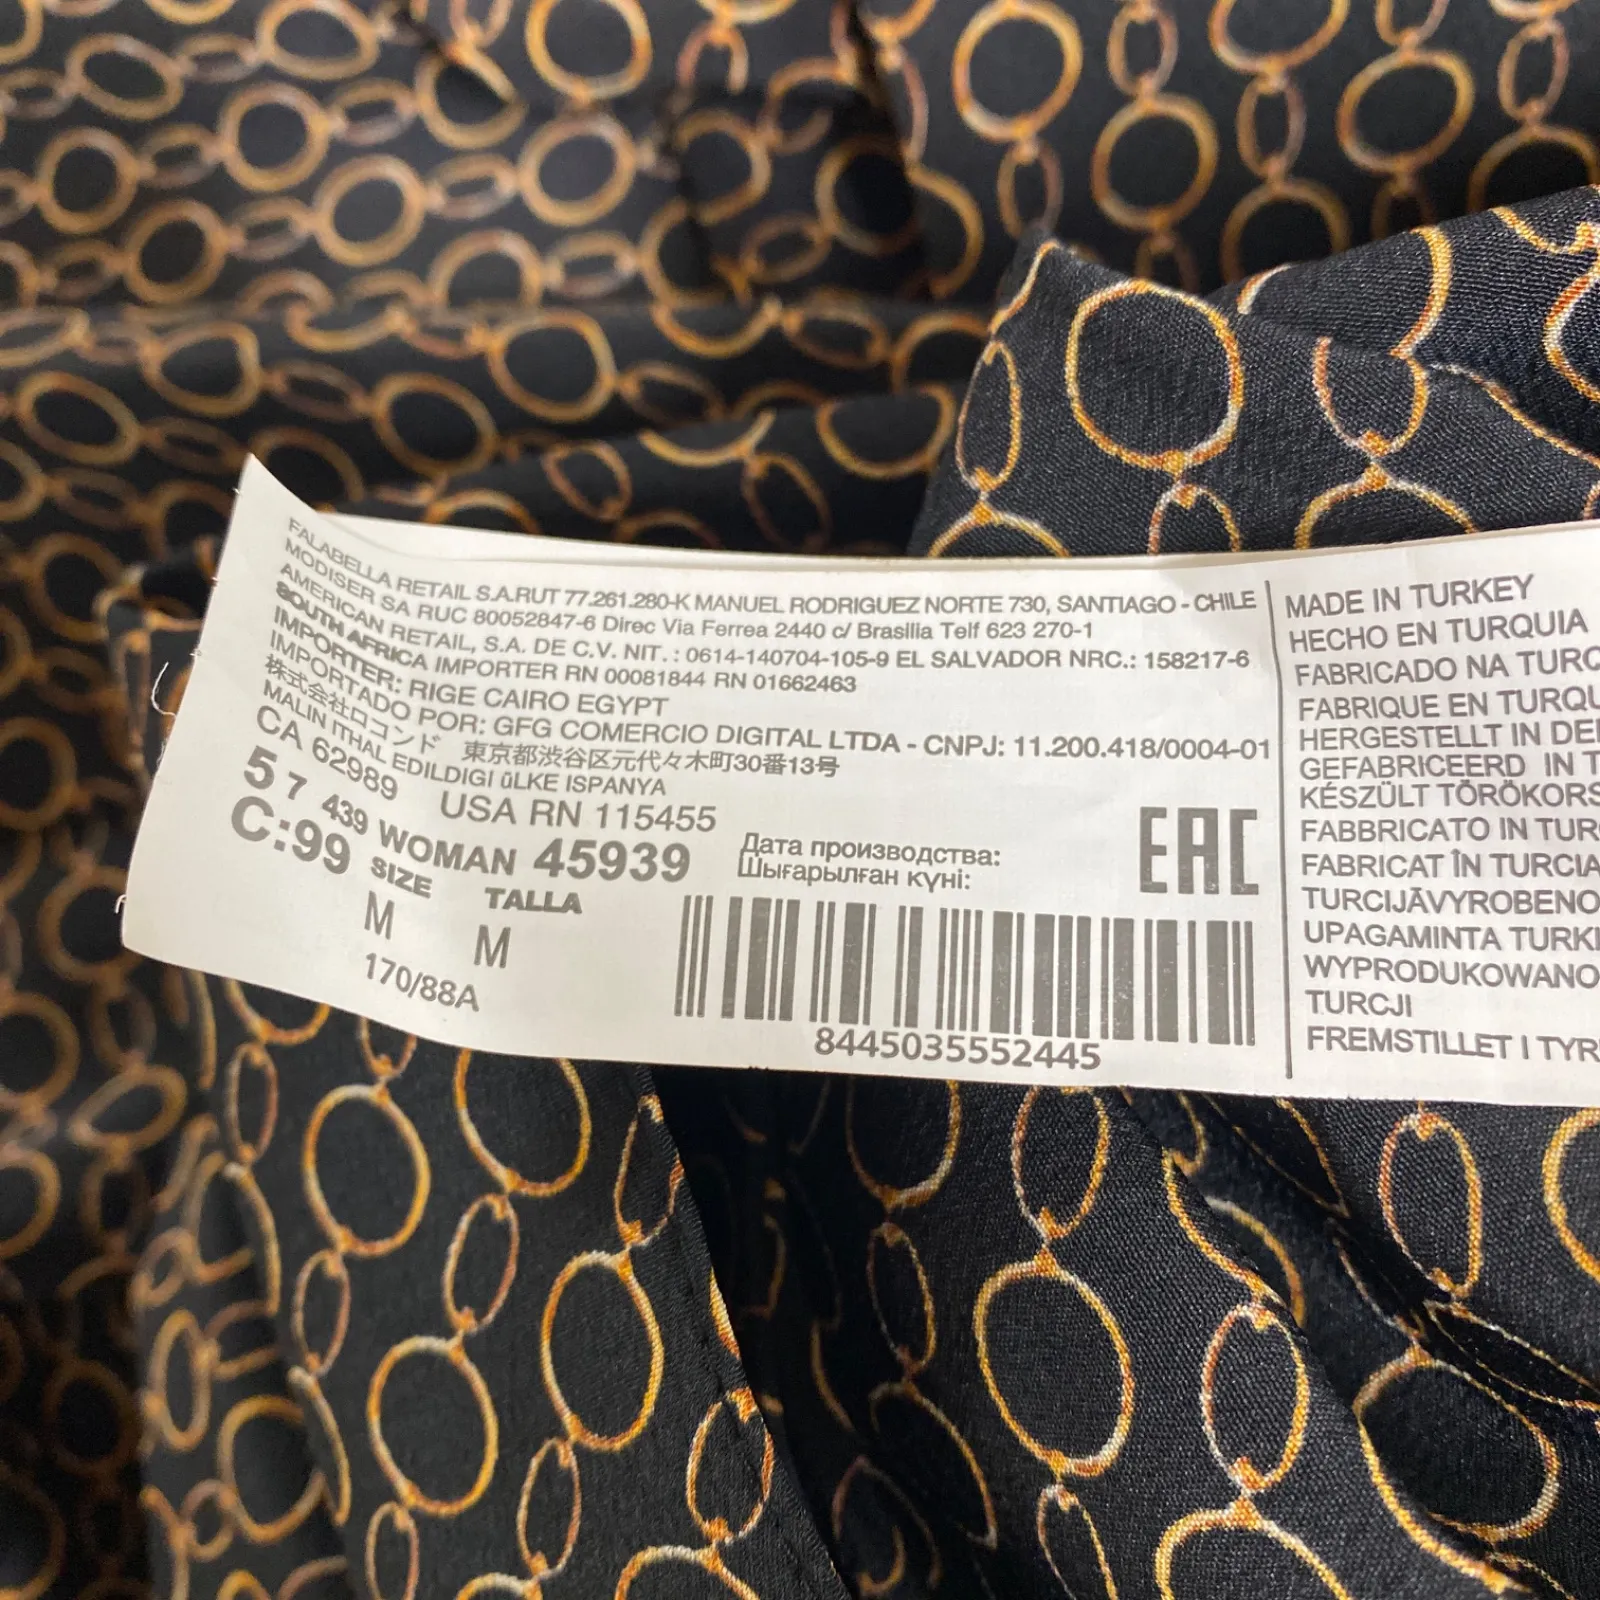 FALABELLA RETAIL S.A.RUT 77.261.280-K MANUEL RODRIGUEZ NORTE 730, SANTIAGO - CHILE
MODISER SA RUC 80052847-6 Direc Via Ferrea 2440 c/ Brasilia Telf 623 270-1
AMERICAN RETAIL, S.A. DE C.V. NIT.: 0614-140704-105-9 EL SALVADOR NRC.: 158217-6
SOUTH AFRICA IMPORTER RN 00081844 RN 01662463
IMPORTER: RIGE CAIRO EGYPT
IMPORTADO POR: GFG COMERCIO DIGITAL LTDA - CNPJ: 11.200.418/0004-01
株式会社ロコンド 東京都渋谷区元代々木町30番13号
MALIN ITHAL EDILDIGI üLKE ISPANYA
CA 62989 USA RN 115455
5 7 439 WOMAN 45939
C:99 SIZE TALLA
M M
170/88A
Дата производства:
Шығарылған күні:
EAC
8445035552445
MADE IN TURKEY
HECHO EN TURQUIA
FABRICADO NA TURQ
FABRIQUE EN TURQU
HERGESTELLT IN DE
GEFABRICEERD IN T
KÉSZÜLT TÖRÖKORS
FABBRICATO IN TUR
FABRICAT ÎN TURCIA
TURCIJĀVYROBENO
UPAGAMINTA TURKI
WYPRODUKOWANO
TURCJI
FREMSTILLET I TYR